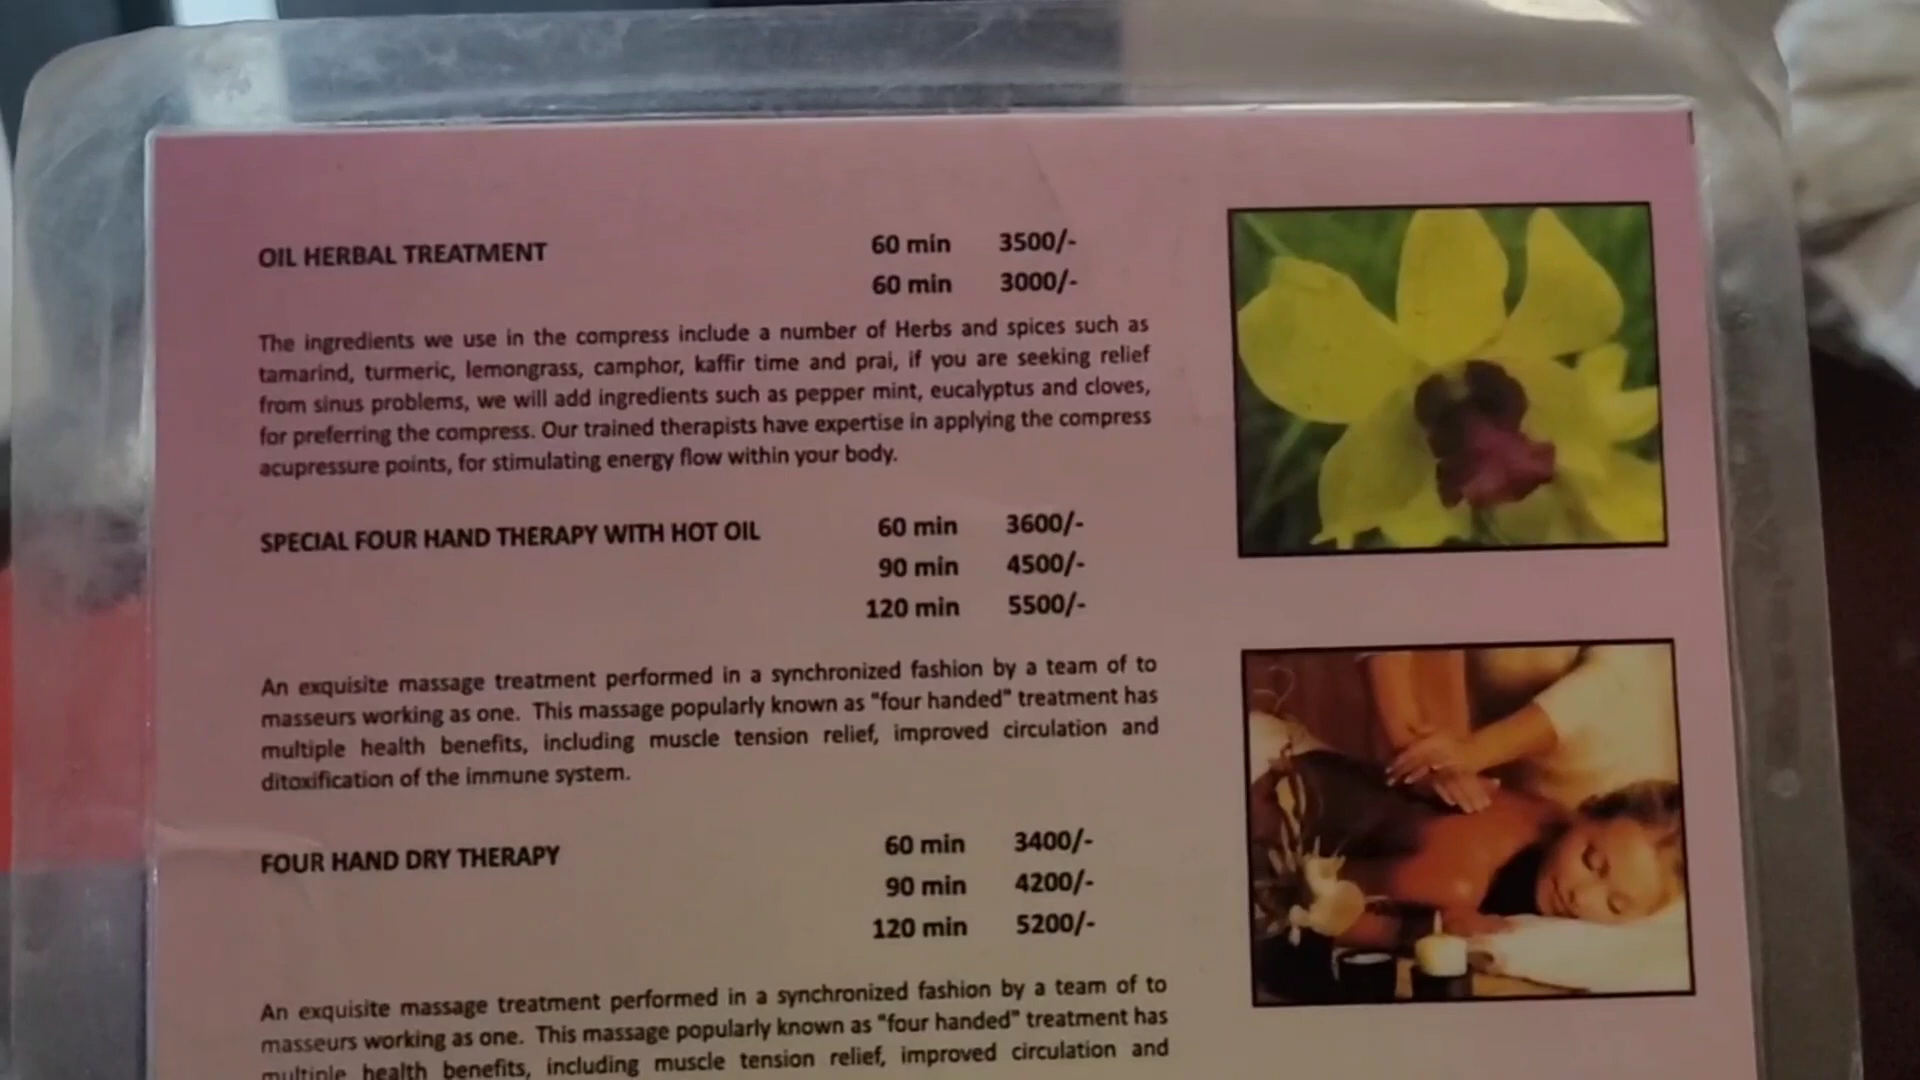 OIL HERBAL TREATMENT 60 min 3500/-
60 min 3000/-
The ingredients we use in the compress include a number of Herbs and spices such as
tamarind, turmeric, lemongrass, camphor, kaffir time and prai, if you are seeking relief
from sinus problems, we will add ingredients such as pepper mint, eucalyptus and cloves,
for preferring the compress. Our trained therapists have expertise in applying the compress
acupressure points, for stimulating energy flow within your body.
SPECIAL FOUR HAND THERAPY WITH HOT OIL 60 min 3600/-
90 min 4500/-
120 min 5500/-
An exquisite massage treatment performed in a synchronized fashion by a team of to
masseurs working as one. This massage popularly known as "four handed" treatment has
multiple health benefits, including muscle tension relief, improved circulation and
ditoxification of the immune system.
FOUR HAND DRY THERAPY 60 min 3400/-
90 min 4200/-
120 min 5200/-
An exquisite massage treatment performed in a synchronized fashion by a team of to
masseurs working as one. This massage popularly known as "four handed" treatment has
multiple health benefits, including muscle tension relief, improved circulation and